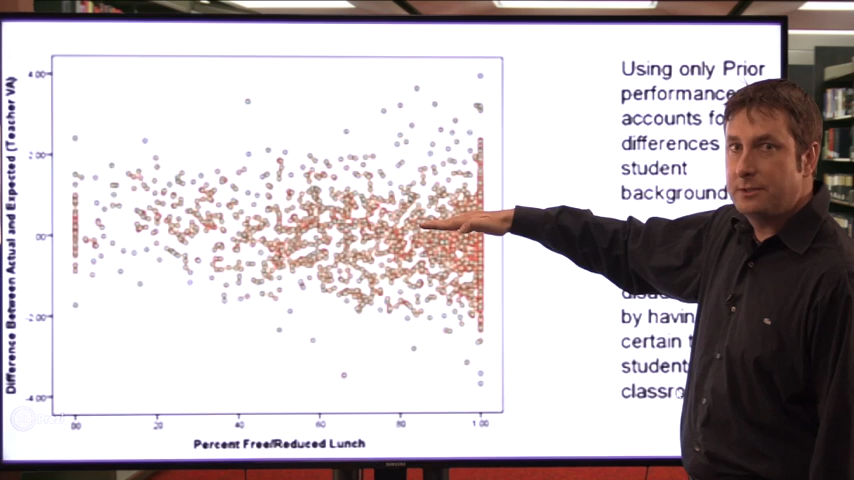 Difference Between Actual and Expected (Teacher VA)
4.00
2.00
.00
-2.00
-4.00
.00
.20
.40
.60
.80
1.00
Percent Free/Reduced Lunch
Using only Prior
performance
accounts fo
differences
student
background
by havin
certain t
student
classro
SAMSUNG